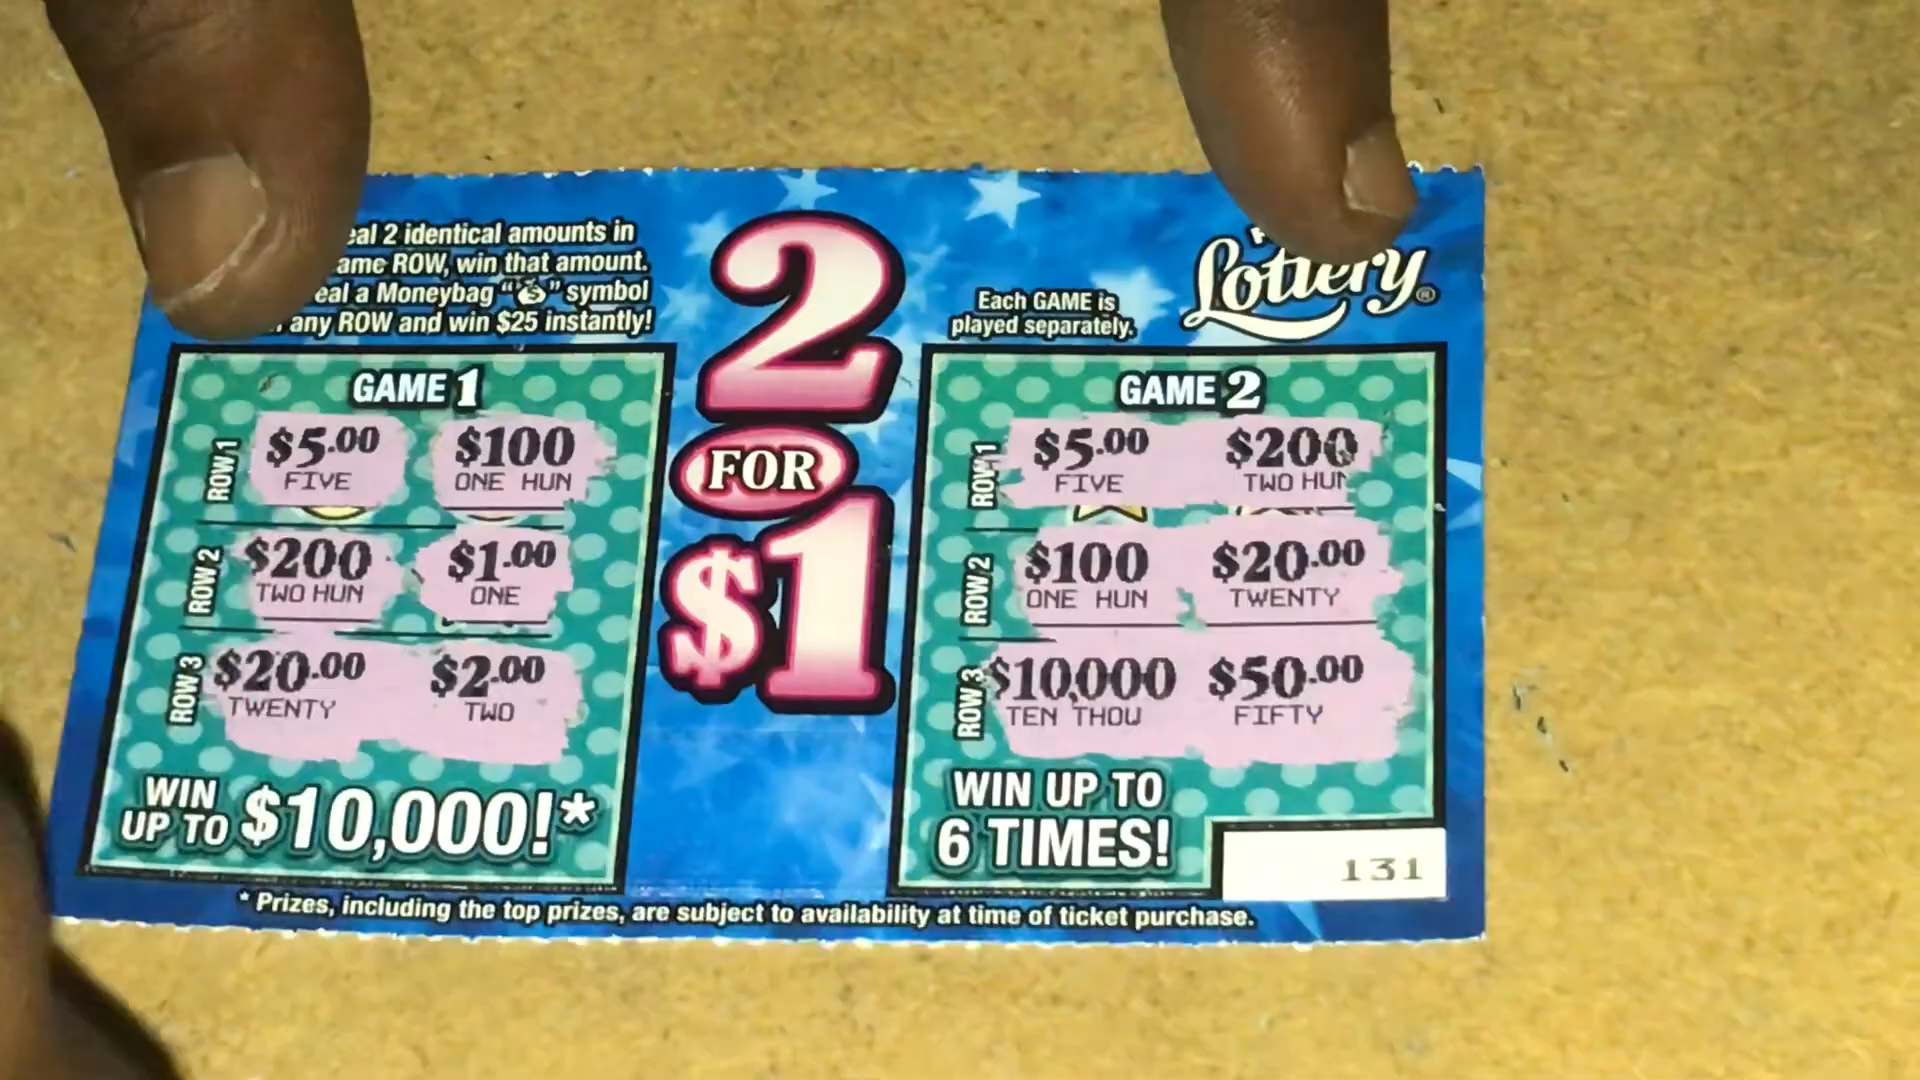 2 identical amounts in
ROW, win that amount.
a Moneybag " " symbol
any ROW and win $25 instantly!
2
FOR
$1
Each GAME is
played separately.
Lottery®
GAME 1
ROW 1
$5.00 $100
FIVE ONE HUN
ROW 2
$200 $1.00
TWO HUN ONE
ROW 3
$20.00 $2.00
TWENTY TWO
WIN
UP TO $10,000!*
GAME 2
ROW 1
$5.00 $200
FIVE TWO HUN
ROW 2
$100 $20.00
ONE HUN TWENTY
ROW 3
$10,000 $50.00
TEN THOU FIFTY
WIN UP TO
6 TIMES!
131
* Prizes, including the top prizes, are subject to availability at time of ticket purchase.